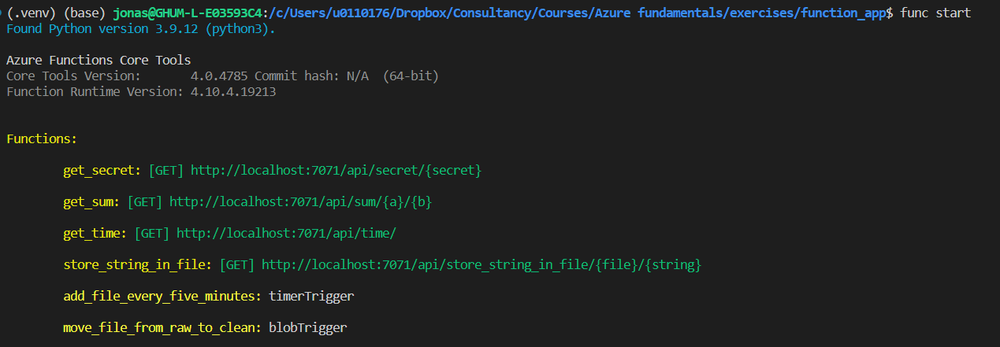 (.venv) (base) jonas@GHUM-L-E03593C4:/c/Users/u0110176/Dropbox/Consultancy/Courses/Azure fundamentals/exercises/function_app$ func start
Found Python version 3.9.12 (python3).
Azure Functions Core Tools
Core Tools Version:       4.0.4785 Commit hash: N/A  (64-bit)
Function Runtime Version: 4.10.4.19213
Functions:
get_secret: [GET] http://localhost:7071/api/secret/{secret}
get_sum: [GET] http://localhost:7071/api/sum/{a}/{b}
get_time: [GET] http://localhost:7071/api/time/
store_string_in_file: [GET] http://localhost:7071/api/store_string_in_file/{file}/{string}
add_file_every_five_minutes: timerTrigger
move_file_from_raw_to_clean: blobTrigger